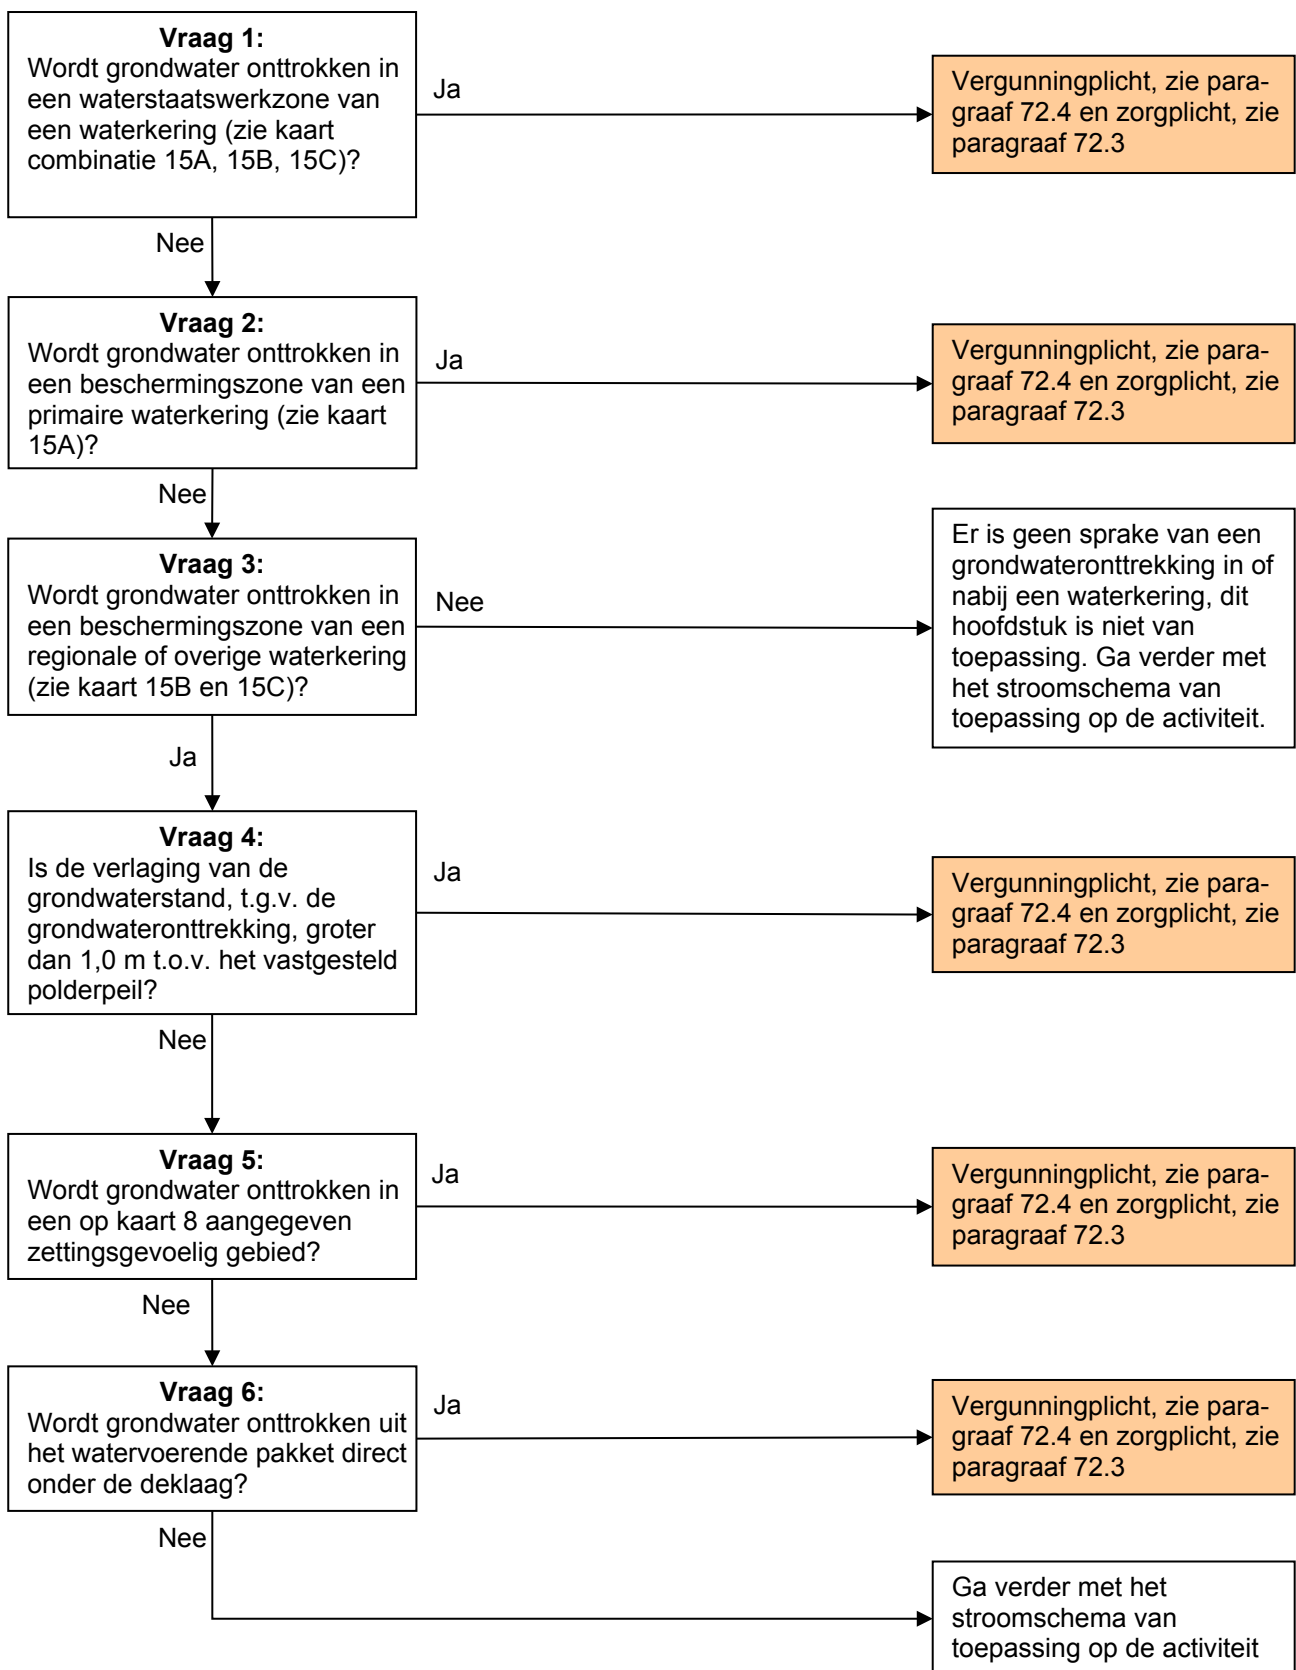 Vraag 1:
Wordt grondwater onttrokken in
een waterstaatswerkzone van
een waterkering (zie kaart
combinatie 15A, 15B, 15C)?
Ja
Vergunningplicht, zie para-
graaf 72.4 en zorgplicht, zie
paragraaf 72.3
Nee
Vraag 2:
Wordt grondwater onttrokken in
een beschermingszone van een
primaire waterkering (zie kaart
15A)?
Ja
Vergunningplicht, zie para-
graaf 72.4 en zorgplicht, zie
paragraaf 72.3
Nee
Vraag 3:
Wordt grondwater onttrokken in
een beschermingszone van een
regionale of overige waterkering
(zie kaart 15B en 15C)?
Nee
Er is geen sprake van een
grondwateronttrekking in of
nabij een waterkering, dit
hoofdstuk is niet van
toepassing. Ga verder met
het stroomschema van
toepassing op de activiteit.
Ja
Vraag 4:
Is de verlaging van de
grondwaterstand, t.g.v. de
grondwateronttrekking, groter
dan 1,0 m t.o.v. het vastgesteld
polderpeil?
Ja
Vergunningplicht, zie para-
graaf 72.4 en zorgplicht, zie
paragraaf 72.3
Nee
Vraag 5:
Wordt grondwater onttrokken in
een op kaart 8 aangegeven
zettingsgevoelig gebied?
Ja
Vergunningplicht, zie para-
graaf 72.4 en zorgplicht, zie
paragraaf 72.3
Nee
Vraag 6:
Wordt grondwater onttrokken uit
het watervoerende pakket direct
onder de deklaag?
Ja
Vergunningplicht, zie para-
graaf 72.4 en zorgplicht, zie
paragraaf 72.3
Nee
Ga verder met het
stroomschema van
toepassing op de activiteit